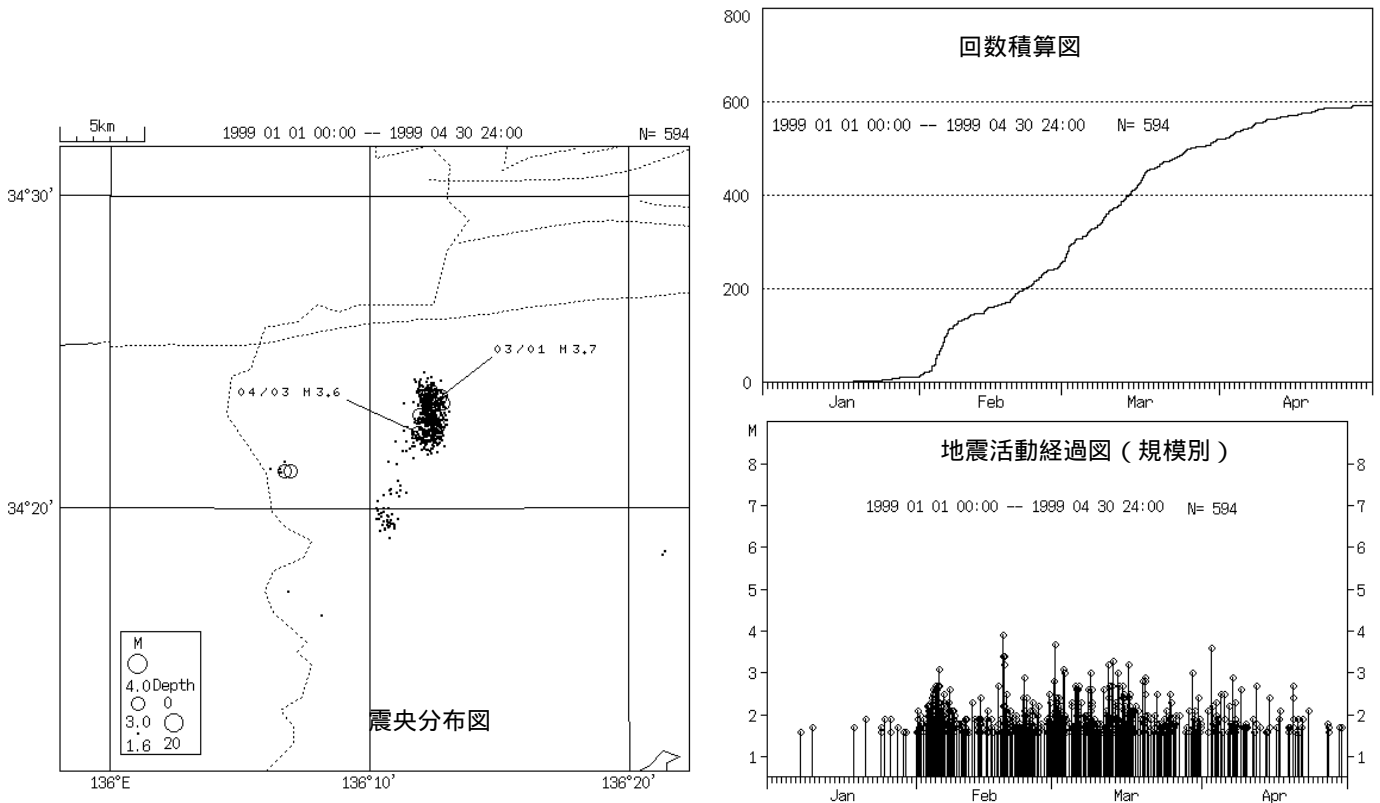 5km
1999 01 01 00:00 -- 1999 04 30 24:00 N= 594
34°30'
34°20'
03/01 M3.7
04/03 M3.6
M
4.0 Depth
0
3.0
1.6 20
震央分布図
136°E 136°10' 136°20'
回数積算図
1999 01 01 00:00 -- 1999 04 30 24:00 N= 594
800
600
400
200
0
Jan Feb Mar Apr
地震活動経過図(規模別)
1999 01 01 00:00 -- 1999 04 30 24:00 N= 594
M
8 8
7 7
6 6
5 5
4 4
3 3
2 2
1 1
Jan Feb Mar Apr